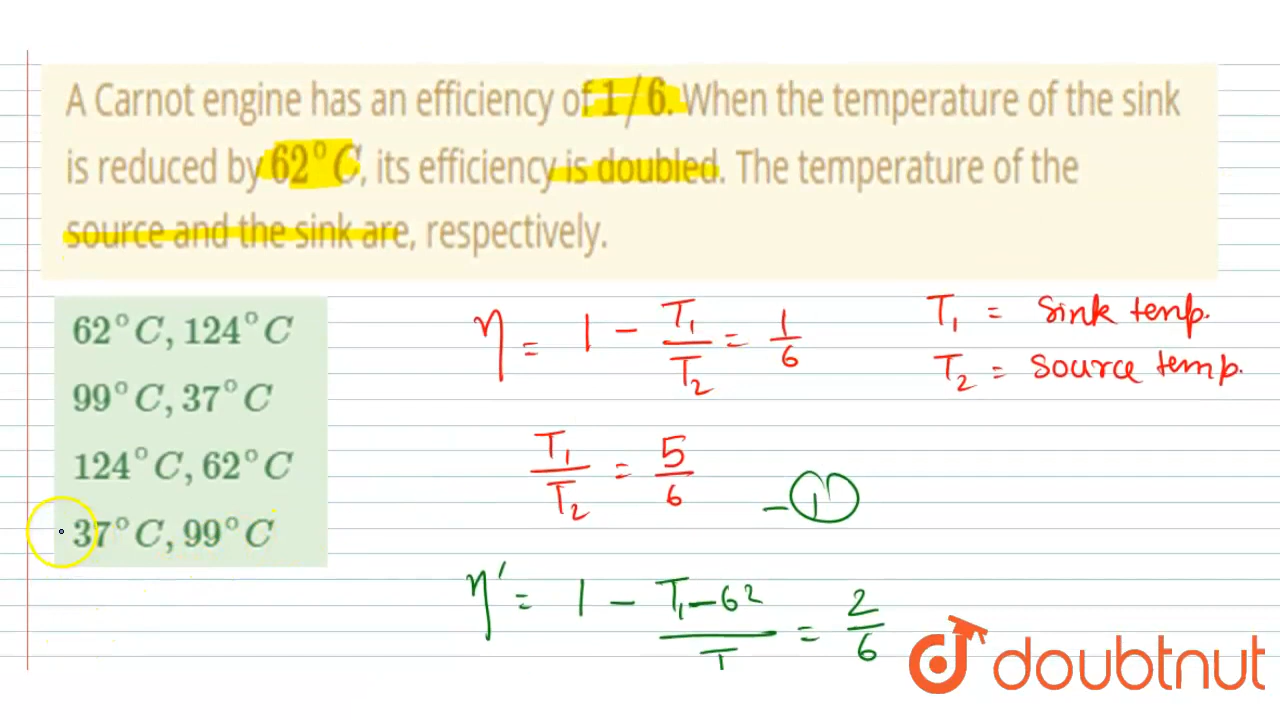 A Carnot engine has an efficiency of 1/6. When the temperature of the sink
is reduced by 62°C, its efficiency is doubled. The temperature of the
source and the sink are, respectively.
62°C, 124°C
99°C, 37°C
124°C, 62°C
37°C, 99°C
η = 1 - T₁/T₂ = 1/6
T₁ = Sink temp.
T₂ = Source temp.
T₁/T₂ = 5/6 - 1
η' = 1 - T₁-62/T = 2/6
doubtnut